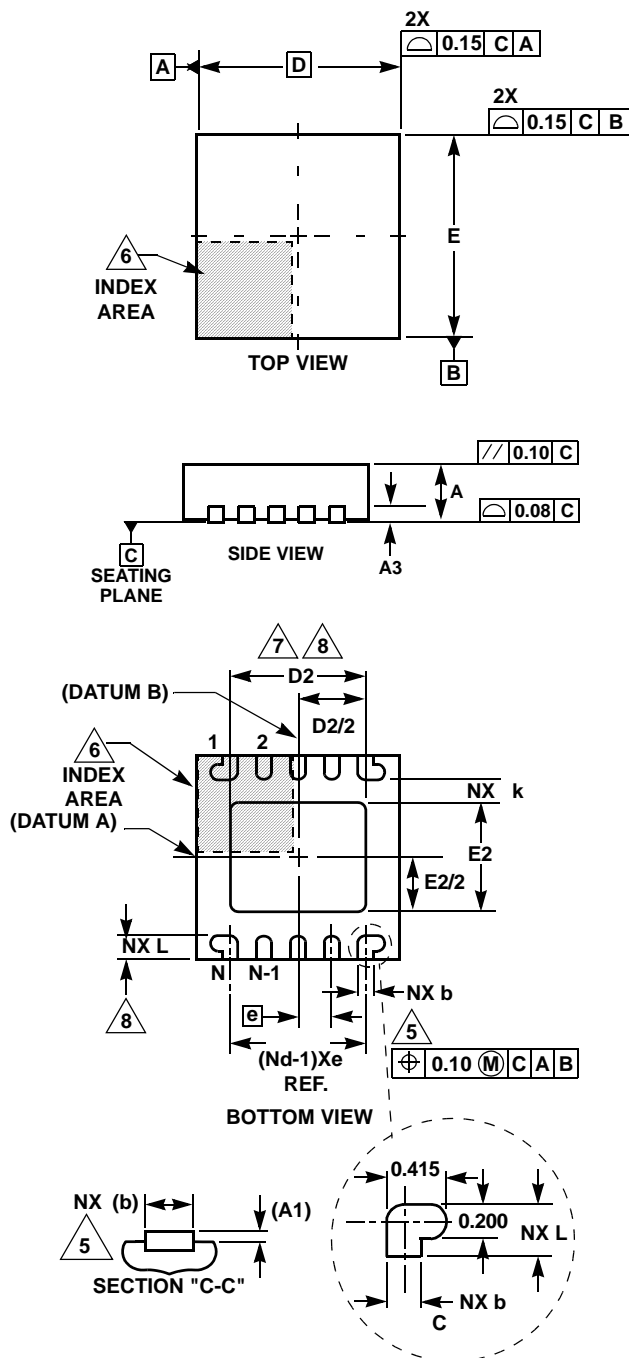 2X
⌓ 0.15 C A
A
D
2X
⌓ 0.15 C B
E
6
INDEX
AREA
TOP VIEW
B
// 0.10 C
A
⌓ 0.08 C
C
SEATING
PLANE
SIDE VIEW
A3
7 8
D2
(DATUM B)
D2/2
1 2
6
INDEX
AREA
(DATUM A)
NX k
E2
E2/2
NX L
N N-1
8
e
NX b
(Nd-1)Xe
REF.
5
⌖ 0.10 Ⓜ C A B
BOTTOM VIEW
0.415
NX (b)
(A1)
5
0.200
NX L
SECTION "C-C"
NX b
C